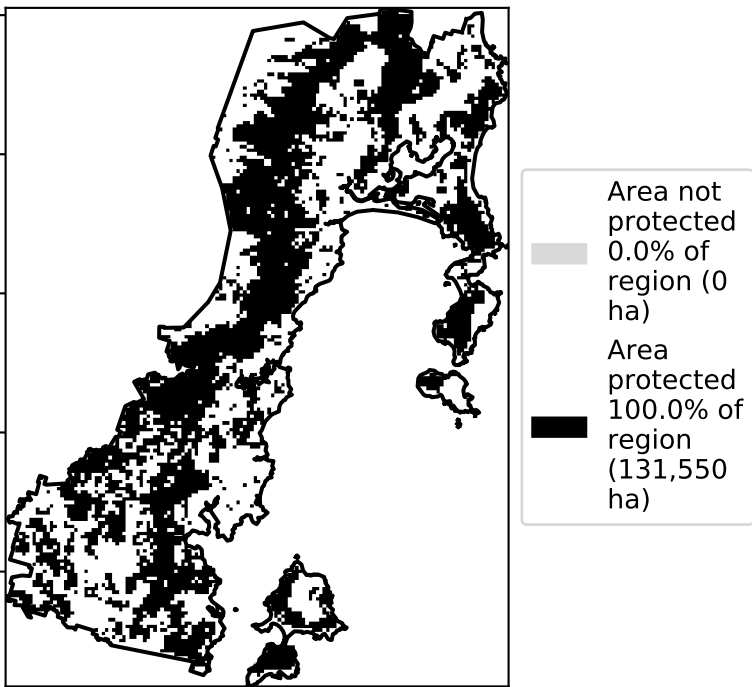 Area not
protected
0.0% of
region (0
ha)
Area
protected
100.0% of
region
(131,550
ha)